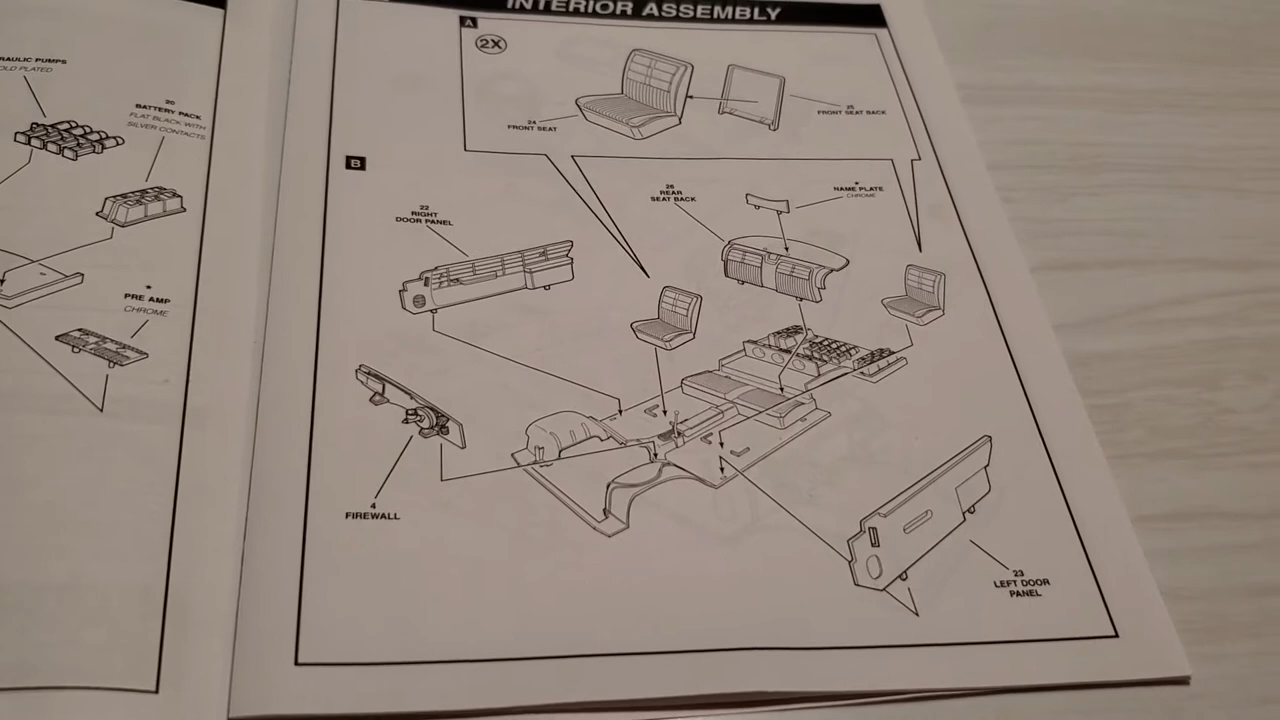 RAULIC PUMPS
OLD PLATED
20
BATTERY PACK
FLAT BLACK WITH
SILVER CONTACTS
*
PRE AMP
CHROME
INTERIOR ASSEMBLY
A
2X
24
FRONT SEAT
25
FRONT SEAT BACK
B
22
RIGHT
DOOR PANEL
26
REAR
SEAT BACK
*
NAME PLATE
CHROME
4
FIREWALL
23
LEFT DOOR
PANEL